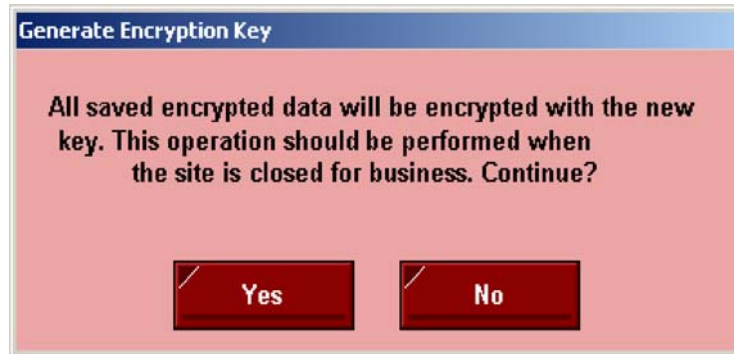 Generate Encryption Key
All saved encrypted data will be encrypted with the new
key. This operation should be performed when
the site is closed for business. Continue?
Yes
No